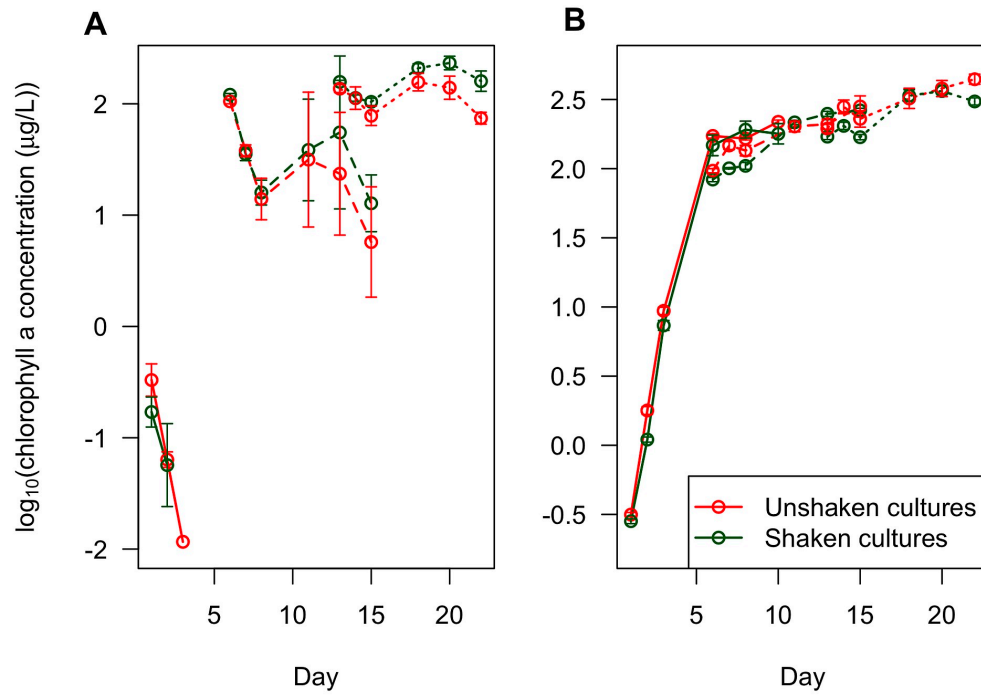 A
B
log₁₀(chlorophyll a concentration (µg/L))
2
1
0
-1
-2
5
10
15
20
Day
2.5
2.0
1.5
1.0
0.5
0.0
-0.5
Unshaken cultures
Shaken cultures
5
10
15
20
Day